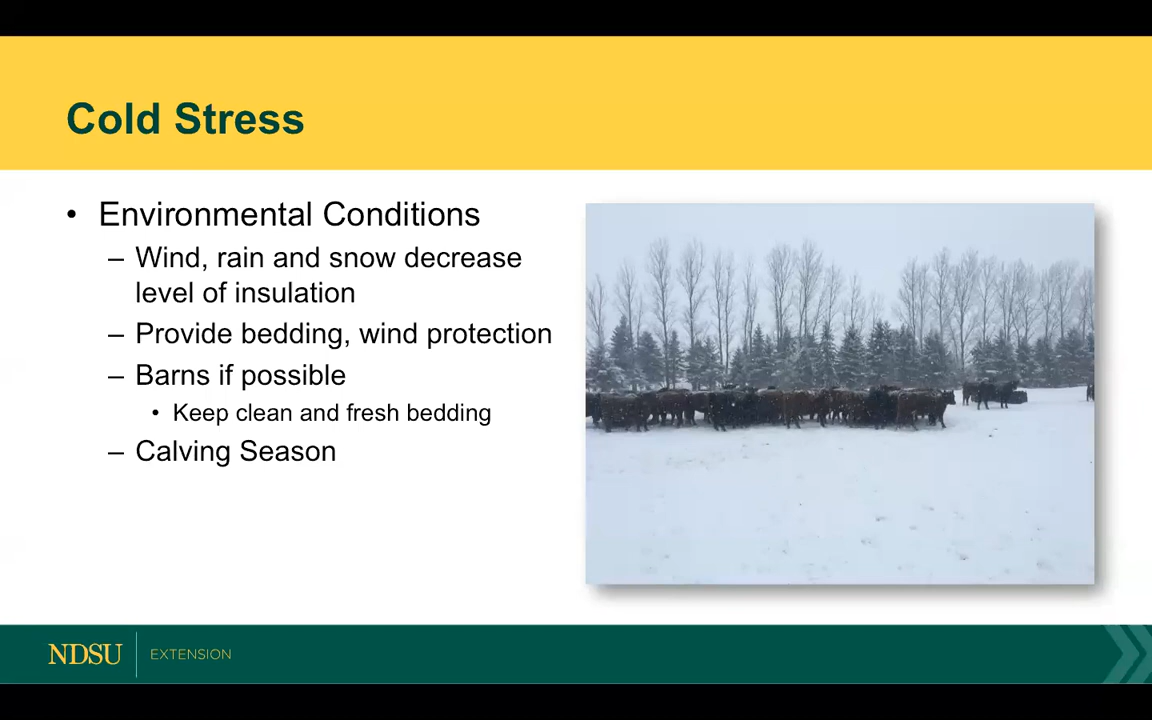 Cold Stress
• Environmental Conditions
– Wind, rain and snow decrease
level of insulation
– Provide bedding, wind protection
– Barns if possible
• Keep clean and fresh bedding
– Calving Season
NDSU EXTENSION